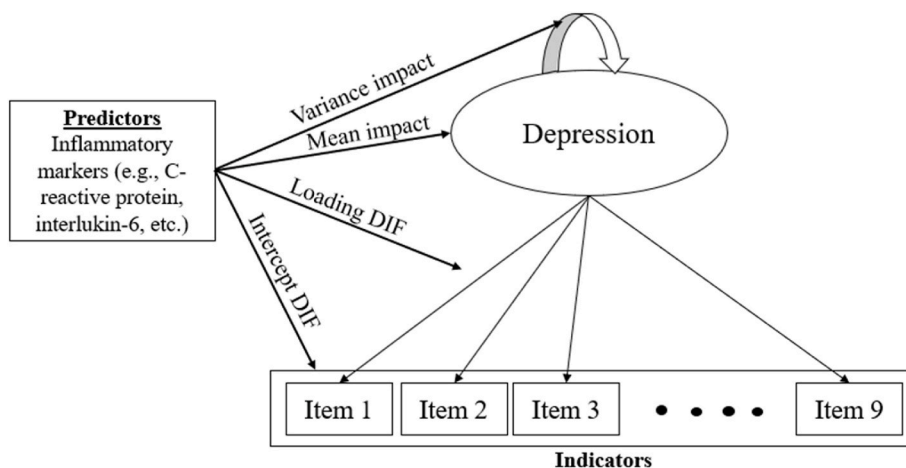 Predictors
Inflammatory
markers (e.g., C-
reactive protein,
interlukin-6, etc.)
Variance impact
Mean impact
Loading DIF
Intercept DIF
Depression
Item 1
Item 2
Item 3
Item 9
Indicators